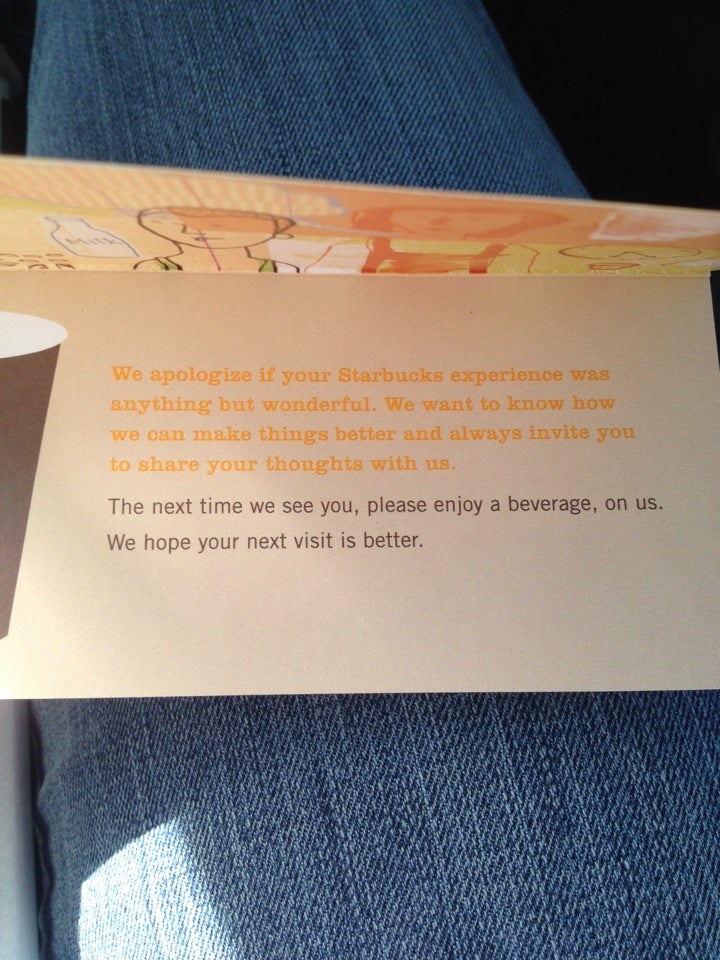 Milk
We apologize if your Starbucks experience was
anything but wonderful. We want to know how
we can make things better and always invite you
to share your thoughts with us.
The next time we see you, please enjoy a beverage, on us.
We hope your next visit is better.